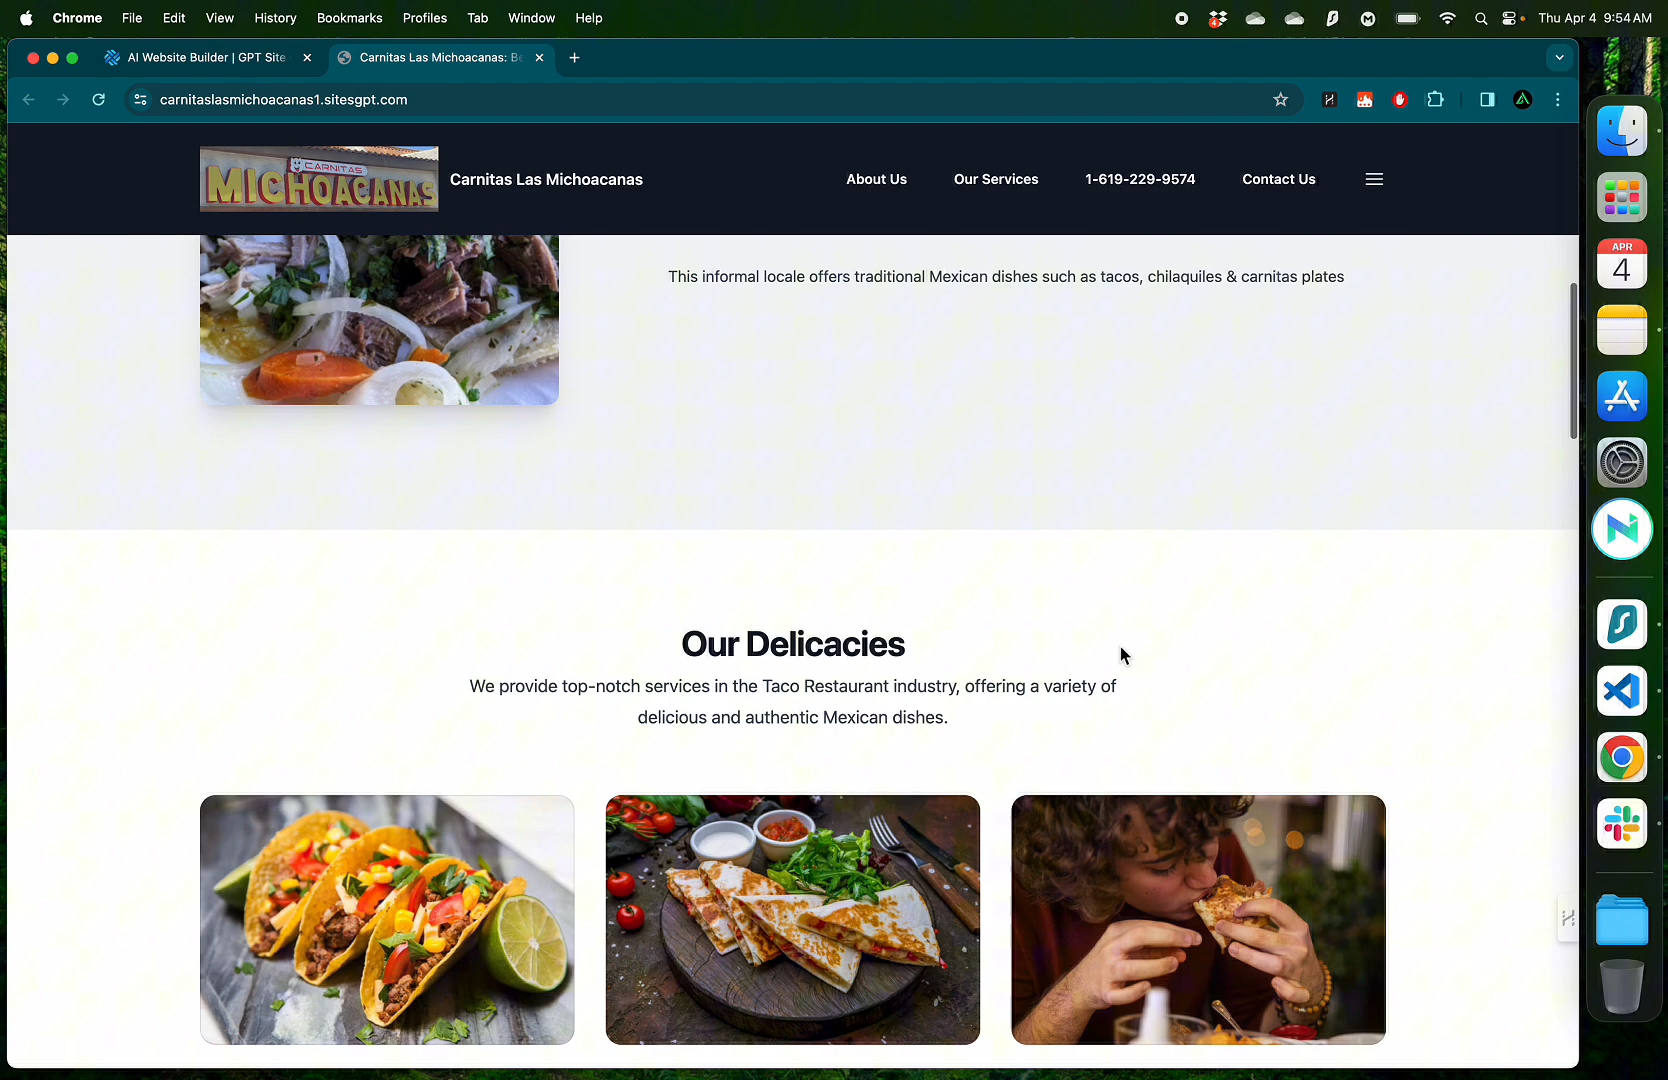 Chrome File Edit View History Bookmarks Profiles Tab Window Help
4
Thu Apr 4 9:54 AM
AI Website Builder | GPT Site
Carnitas Las Michoacanas: Be
carnitaslasmichoacanas1.sitesgpt.com
CARNITAS
MICHOACANAS
Carnitas Las Michoacanas
About Us
Our Services
1-619-229-9574
Contact Us
APR
4
This informal locale offers traditional Mexican dishes such as tacos, chilaquiles & carnitas plates
Our Delicacies
We provide top-notch services in the Taco Restaurant industry, offering a variety of
delicious and authentic Mexican dishes.